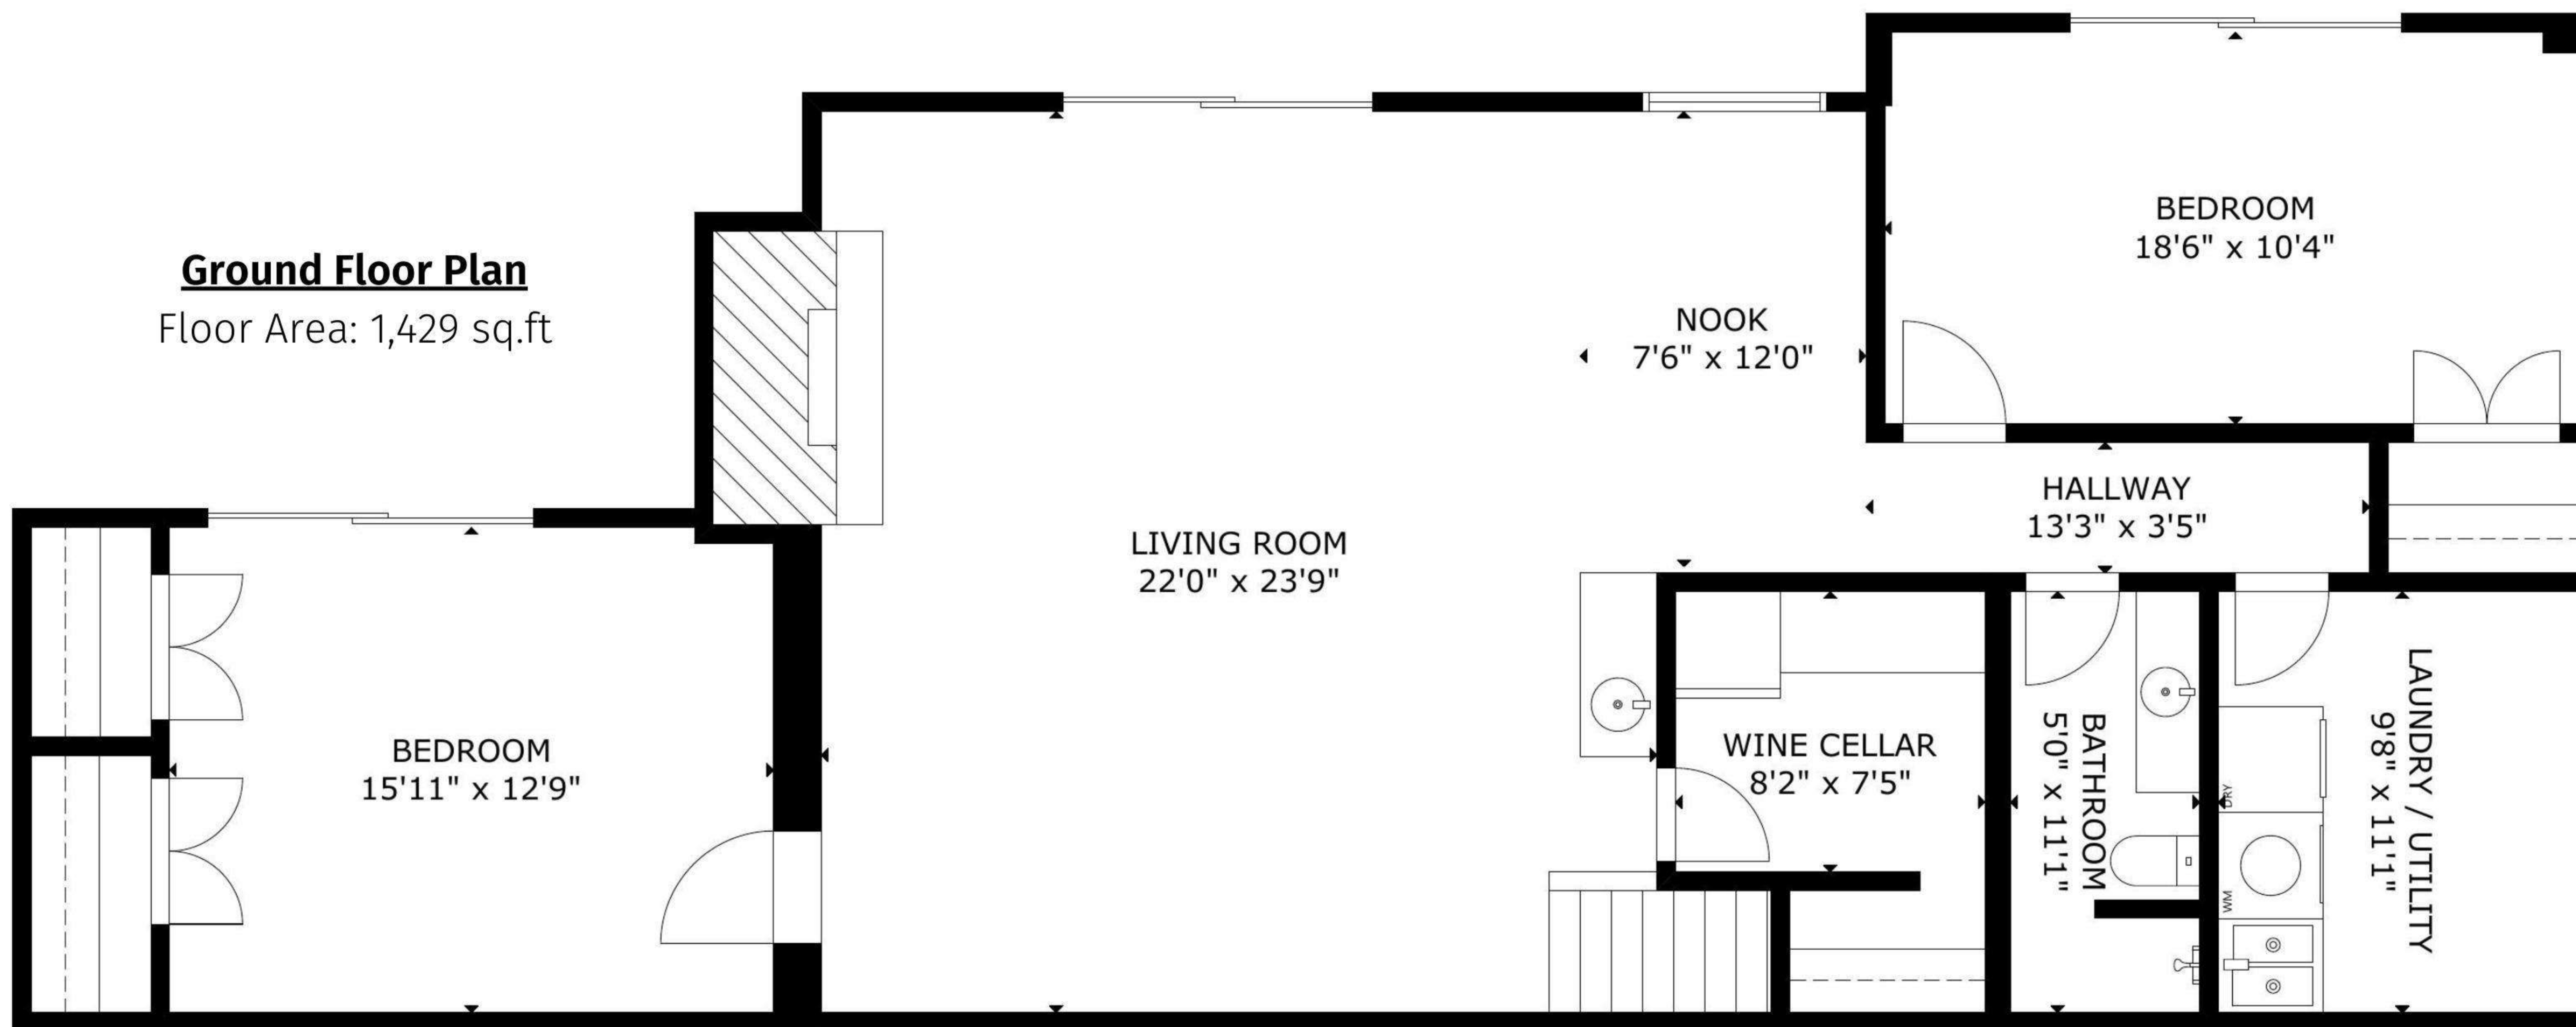 Ground Floor Plan
Floor Area: 1,429 sq.ft
BEDROOM
18'6" x 10'4"
NOOK
7'6" x 12'0"
HALLWAY
13'3" x 3'5"
LIVING ROOM
22'0" x 23'9"
BEDROOM
15'11" x 12'9"
WINE CELLAR
8'2" x 7'5"
BATHROOM
5'0" x 11'1"
DRY
WM
LAUNDRY / UTILITY
9'8" x 11'1"